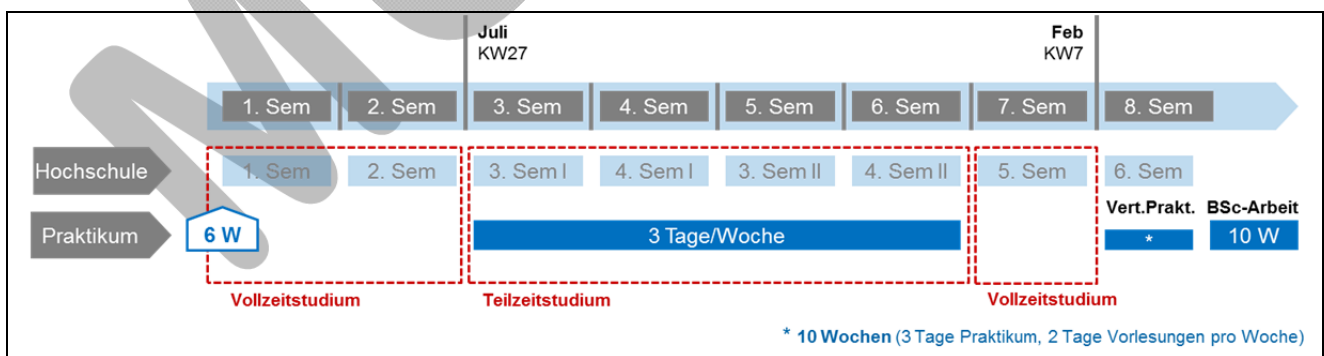 Juli
KW27
Feb
KW7
1. Sem 2. Sem 3. Sem 4. Sem 5. Sem 6. Sem 7. Sem 8. Sem
Hochschule 1. Sem 2. Sem 3. Sem I 4. Sem I 3. Sem II 4. Sem II 5. Sem 6. Sem
Vert.Prakt. BSc-Arbeit
Praktikum 6 W 3 Tage/Woche * 10 W
Vollzeitstudium Teilzeitstudium Vollzeitstudium
* 10 Wochen (3 Tage Praktikum, 2 Tage Vorlesungen pro Woche)